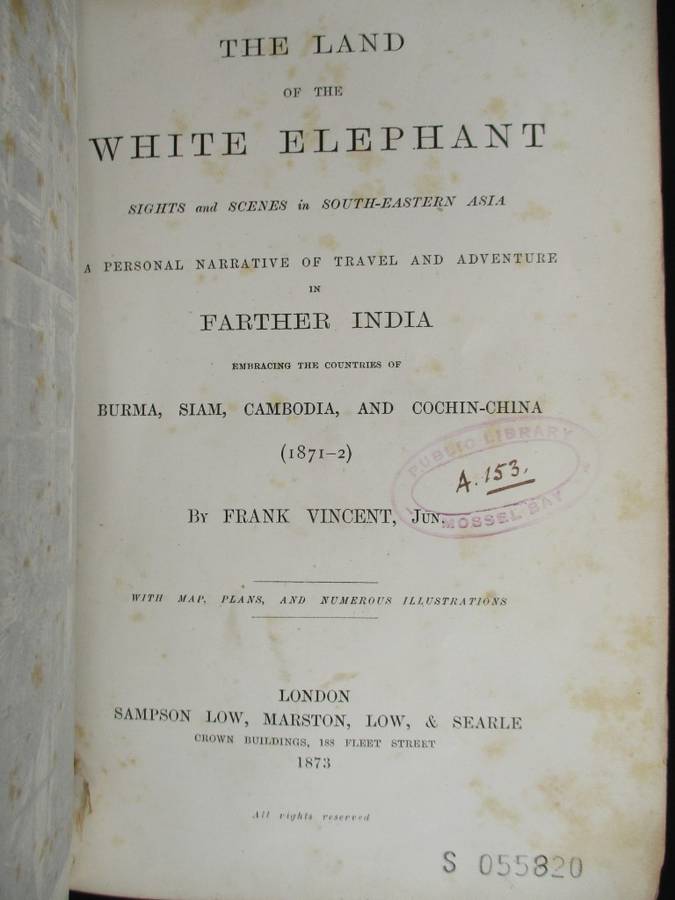 THE LAND
OF THE
WHITE ELEPHANT
SIGHTS and SCENES in SOUTH-EASTERN ASIA
A PERSONAL NARRATIVE OF TRAVEL AND ADVENTURE
IN
FARTHER INDIA
EMBRACING THE COUNTRIES OF
BURMA, SIAM, CAMBODIA, AND COCHIN-CHINA
(1871–2)
PUBLIC LIBRARY
A. 153.
MOSSEL BAY
BY FRANK VINCENT, JUN.
WITH MAP, PLANS, AND NUMEROUS ILLUSTRATIONS
LONDON
SAMPSON LOW, MARSTON, LOW, & SEARLE
CROWN BUILDINGS, 188 FLEET STREET
1873
All rights reserved
S 055820